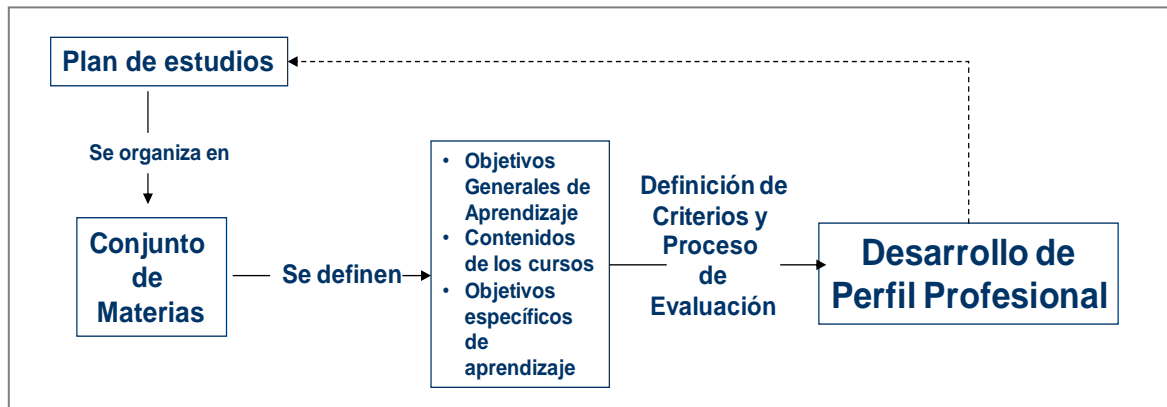 Plan de estudios
Se organiza en
Conjunto
de
Materias
Se definen
• Objetivos
Generales de
Aprendizaje
• Contenidos
de los cursos
• Objetivos
específicos
de
aprendizaje
Definición de
Criterios y
Proceso
de
Evaluación
Desarrollo de
Perfil Profesional